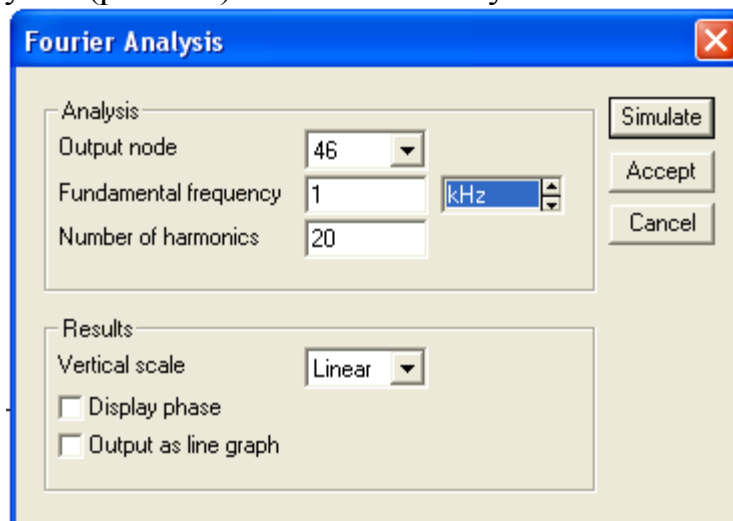 Fourier Analysis
Analysis
Simulate
Output node 46
Accept
Fundamental frequency 1 kHz
Cancel
Number of harmonics 20
Results
Vertical scale Linear
Display phase
Output as line graph